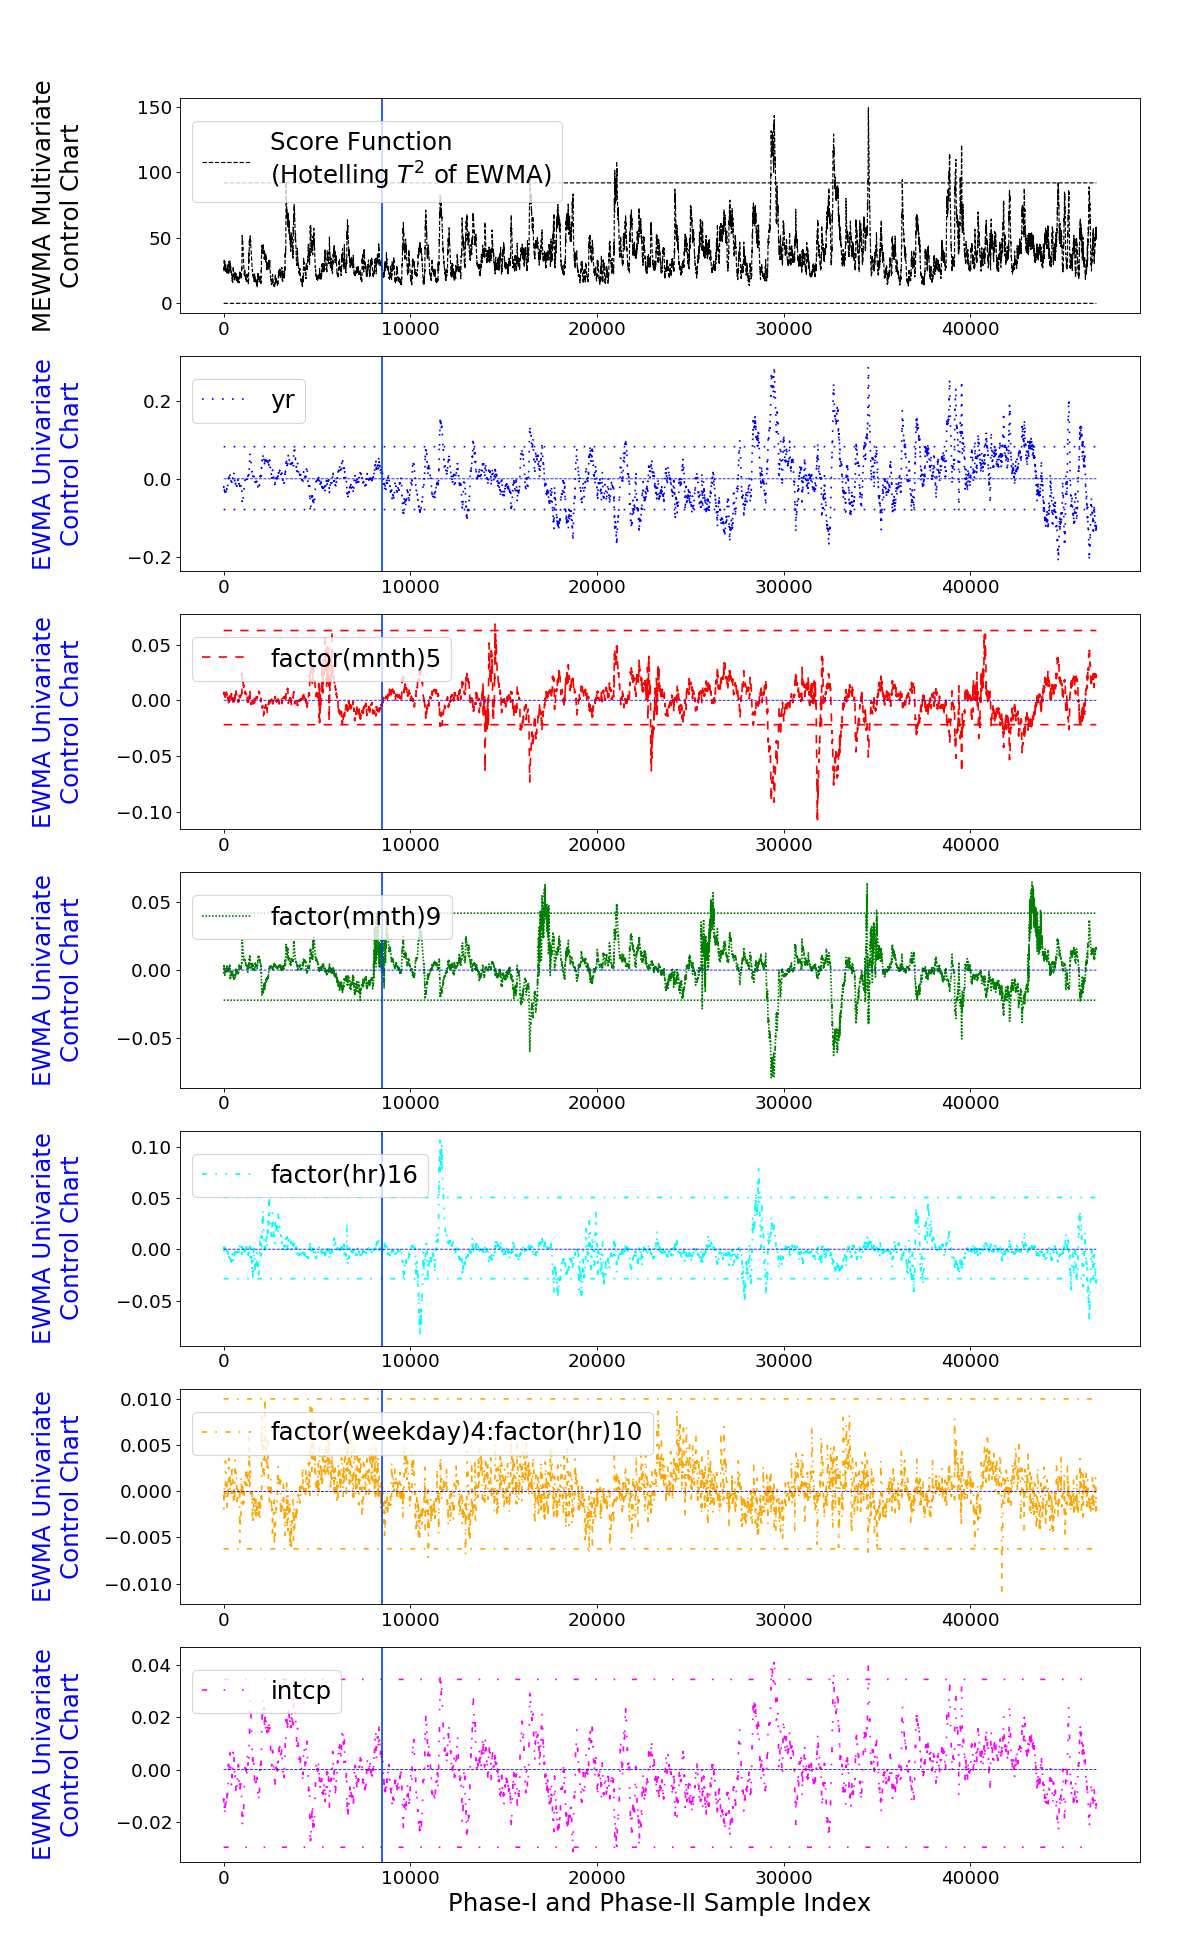 MEWMA Multivariate
Control Chart
150
100
50
0
Score Function
(Hotelling T² of EWMA)
0 10000 20000 30000 40000
EWMA Univariate
Control Chart
0.2
0.0
−0.2
yr
0 10000 20000 30000 40000
EWMA Univariate
Control Chart
0.05
0.00
−0.05
−0.10
factor(mnth)5
0 10000 20000 30000 40000
EWMA Univariate
Control Chart
0.05
0.00
−0.05
factor(mnth)9
0 10000 20000 30000 40000
EWMA Univariate
Control Chart
0.10
0.05
0.00
−0.05
factor(hr)16
0 10000 20000 30000 40000
EWMA Univariate
Control Chart
0.010
0.005
0.000
−0.005
−0.010
factor(weekday)4:factor(hr)10
0 10000 20000 30000 40000
EWMA Univariate
Control Chart
0.04
0.02
0.00
−0.02
intcp
0 10000 20000 30000 40000
Phase-I and Phase-II Sample Index